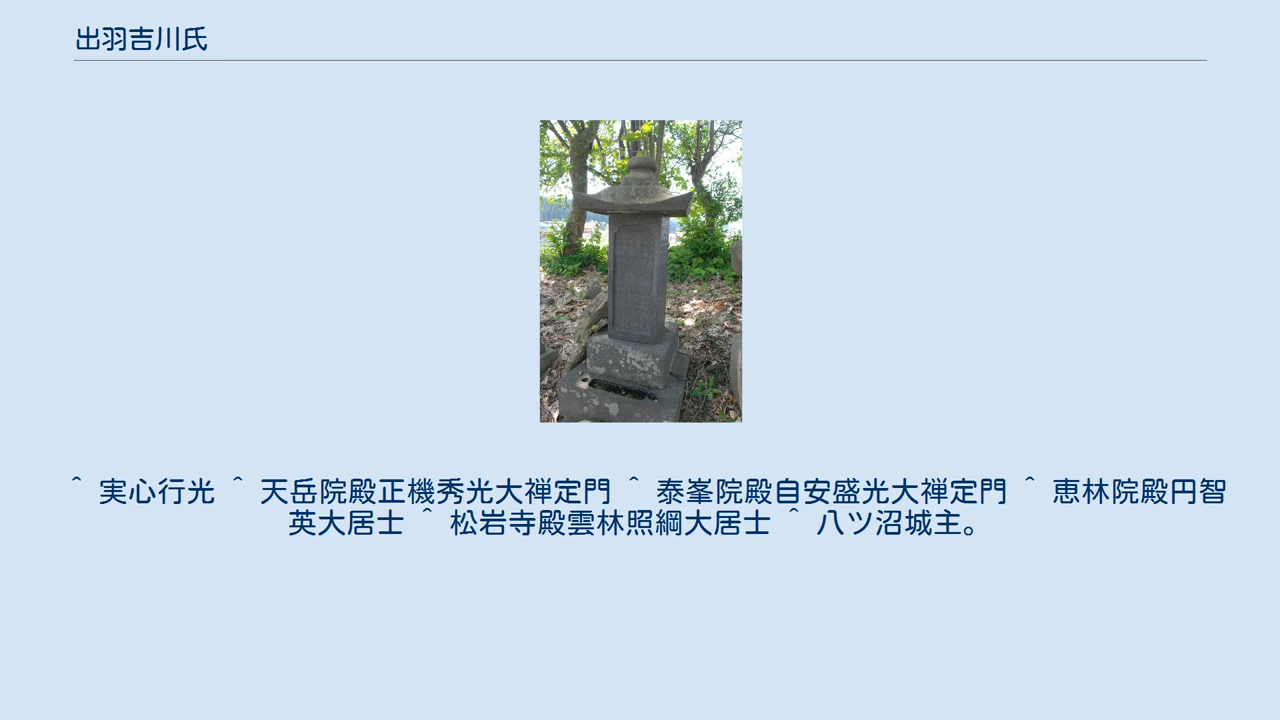 出羽吉川氏
^ 実心行光 ^ 天岳院殿正機秀光大禅定門 ^ 泰峯院殿自安盛光大禅定門 ^ 恵林院殿円智
英大居士 ^ 松岩寺殿雲林照綱大居士 ^ 八ツ沼城主。